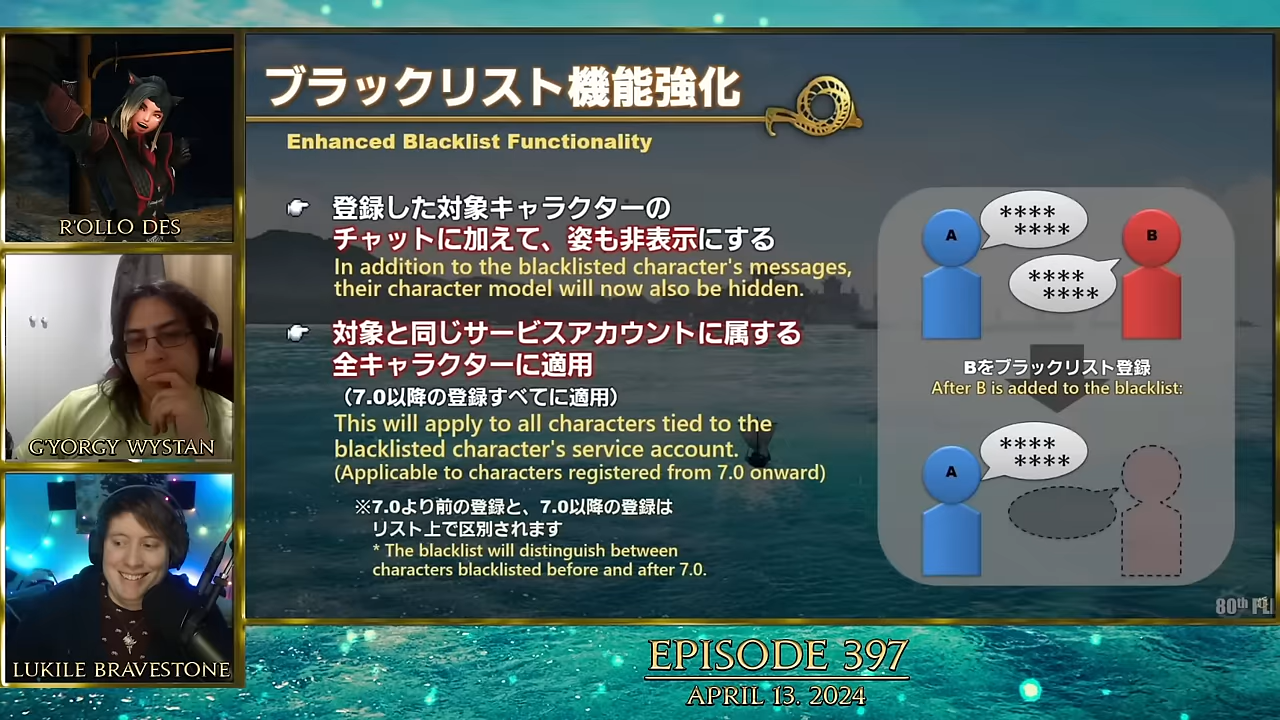 R'OLLO DES
G'YORGY WYSTAN
LUKILE BRAVESTONE
ブラックリスト機能強化
Enhanced Blacklist Functionality
登録した対象キャラクターの
チャットに加えて、姿も非表示にする
In addition to the blacklisted character's messages,
their character model will now also be hidden.
対象と同じサービスアカウントに属する
全キャラクターに適用
（7.0以降の登録すべてに適用）
This will apply to all characters tied to the
blacklisted character's service account.
(Applicable to characters registered from 7.0 onward)
※7.0より前の登録と、7.0以降の登録は
リスト上で区別されます
* The blacklist will distinguish between
characters blacklisted before and after 7.0.
A
****
****
B
****
****
Bをブラックリスト登録
After B is added to the blacklist:
A
****
****
80th
EPISODE 397
APRIL 13. 2024